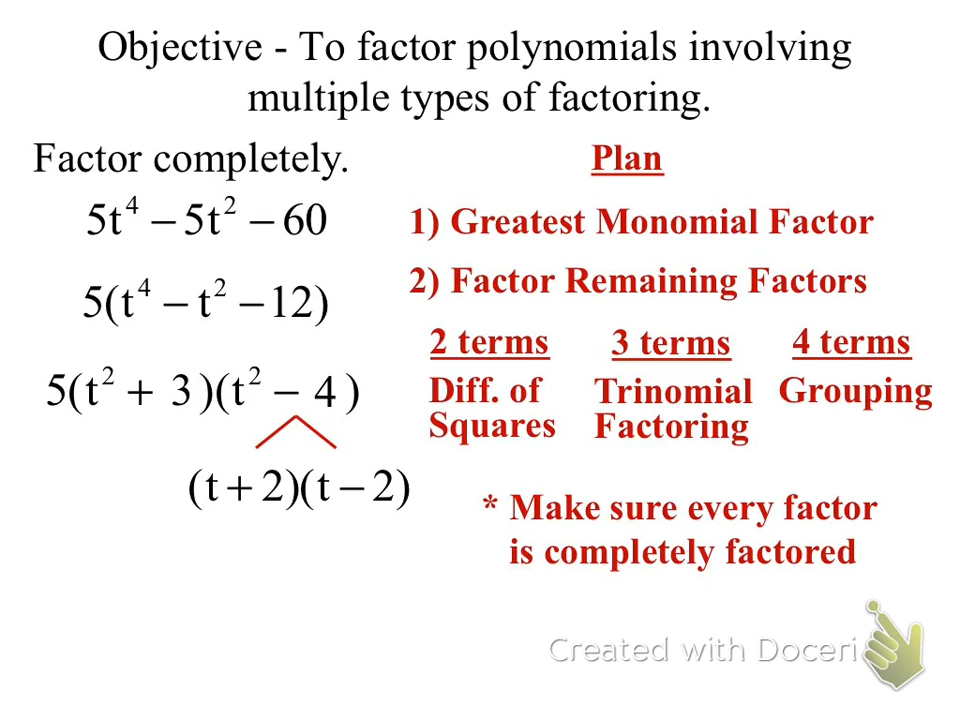 Objective - To factor polynomials involving
multiple types of factoring.
Factor completely.
5t⁴ − 5t² − 60
5(t⁴ − t² − 12)
5(t² + 3)(t² − 4)
(t + 2)(t − 2)
Plan
1) Greatest Monomial Factor
2) Factor Remaining Factors
2 terms
Diff. of
Squares
3 terms
Trinomial
Factoring
4 terms
Grouping
* Make sure every factor
is completely factored
Created with Doceri